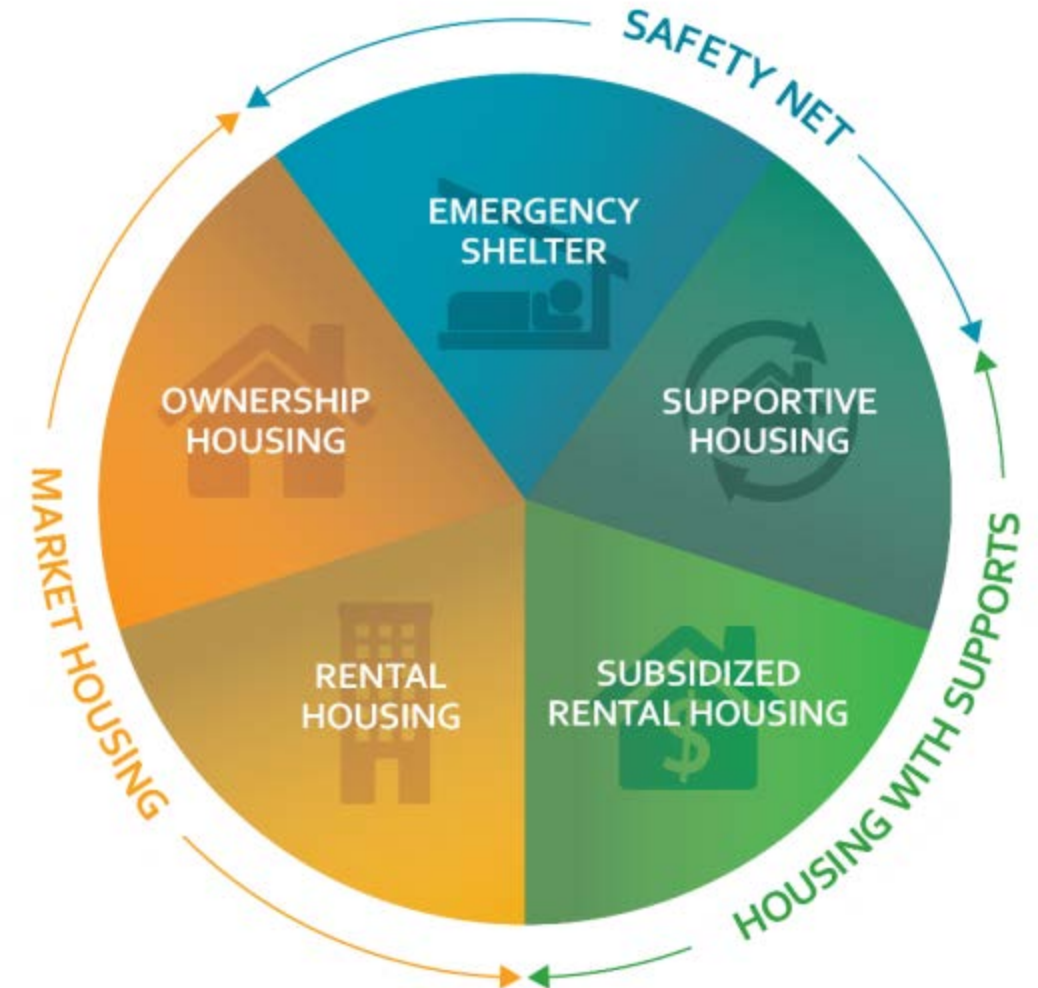 SAFETY NET
EMERGENCY
SHELTER
SUPPORTIVE
HOUSING
OWNERSHIP
HOUSING
SUBSIDIZED
RENTAL HOUSING
$
RENTAL
HOUSING
HOUSING WITH SUPPORTS
MARKET HOUSING